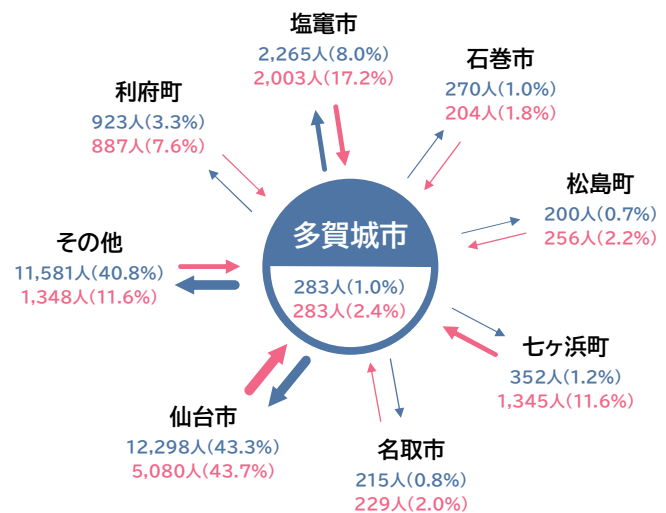 塩竈市
2,265人(8.0%)
2,003人(17.2%)
石巻市
270人(1.0%)
204人(1.8%)
利府町
923人(3.3%)
887人(7.6%)
松島町
200人(0.7%)
256人(2.2%)
多賀城市
283人(1.0%)
283人(2.4%)
その他
11,581人(40.8%)
1,348人(11.6%)
七ヶ浜町
352人(1.2%)
1,345人(11.6%)
仙台市
12,298人(43.3%)
5,080人(43.7%)
名取市
215人(0.8%)
229人(2.0%)